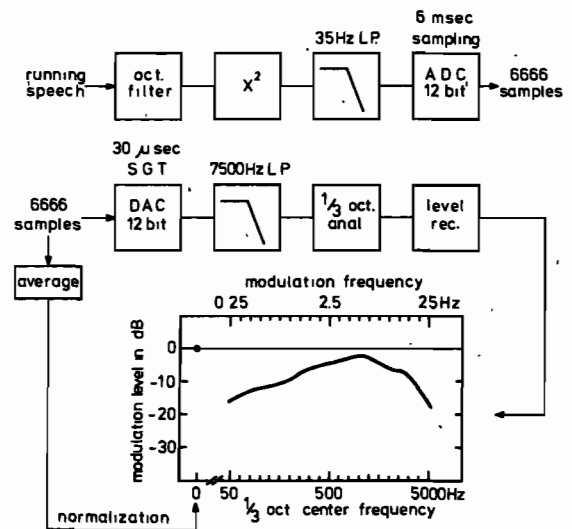 6 msec
sampling
35Hz L.P.
running
speech
oct.
filter
X²
ADC
12 bit
6666
samples
30 µsec
SGT
7500Hz LP
6666
samples
DAC
12 bit
1/3 oct.
anal
level
rec.
average
modulation frequency
0.25 2.5 25Hz
modulation level in dB
0
-10
-20
-30
0 50 500 5000Hz
1/3 oct center frequency
normalization